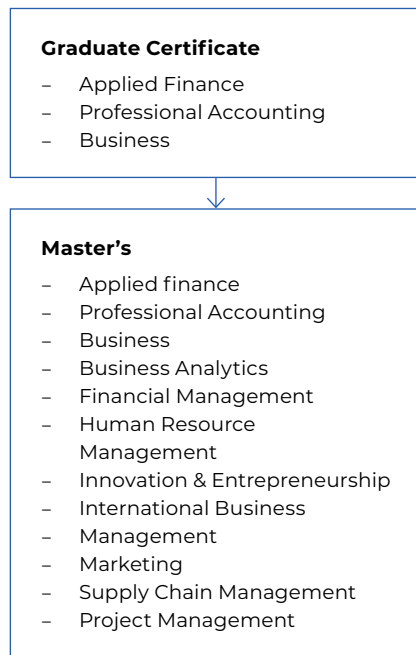 Graduate Certificate
– Applied Finance
– Professional Accounting
– Business
Master's
– Applied finance
– Professional Accounting
– Business
– Business Analytics
– Financial Management
– Human Resource
Management
– Innovation & Entrepreneurship
– International Business
– Management
– Marketing
– Supply Chain Management
– Project Management